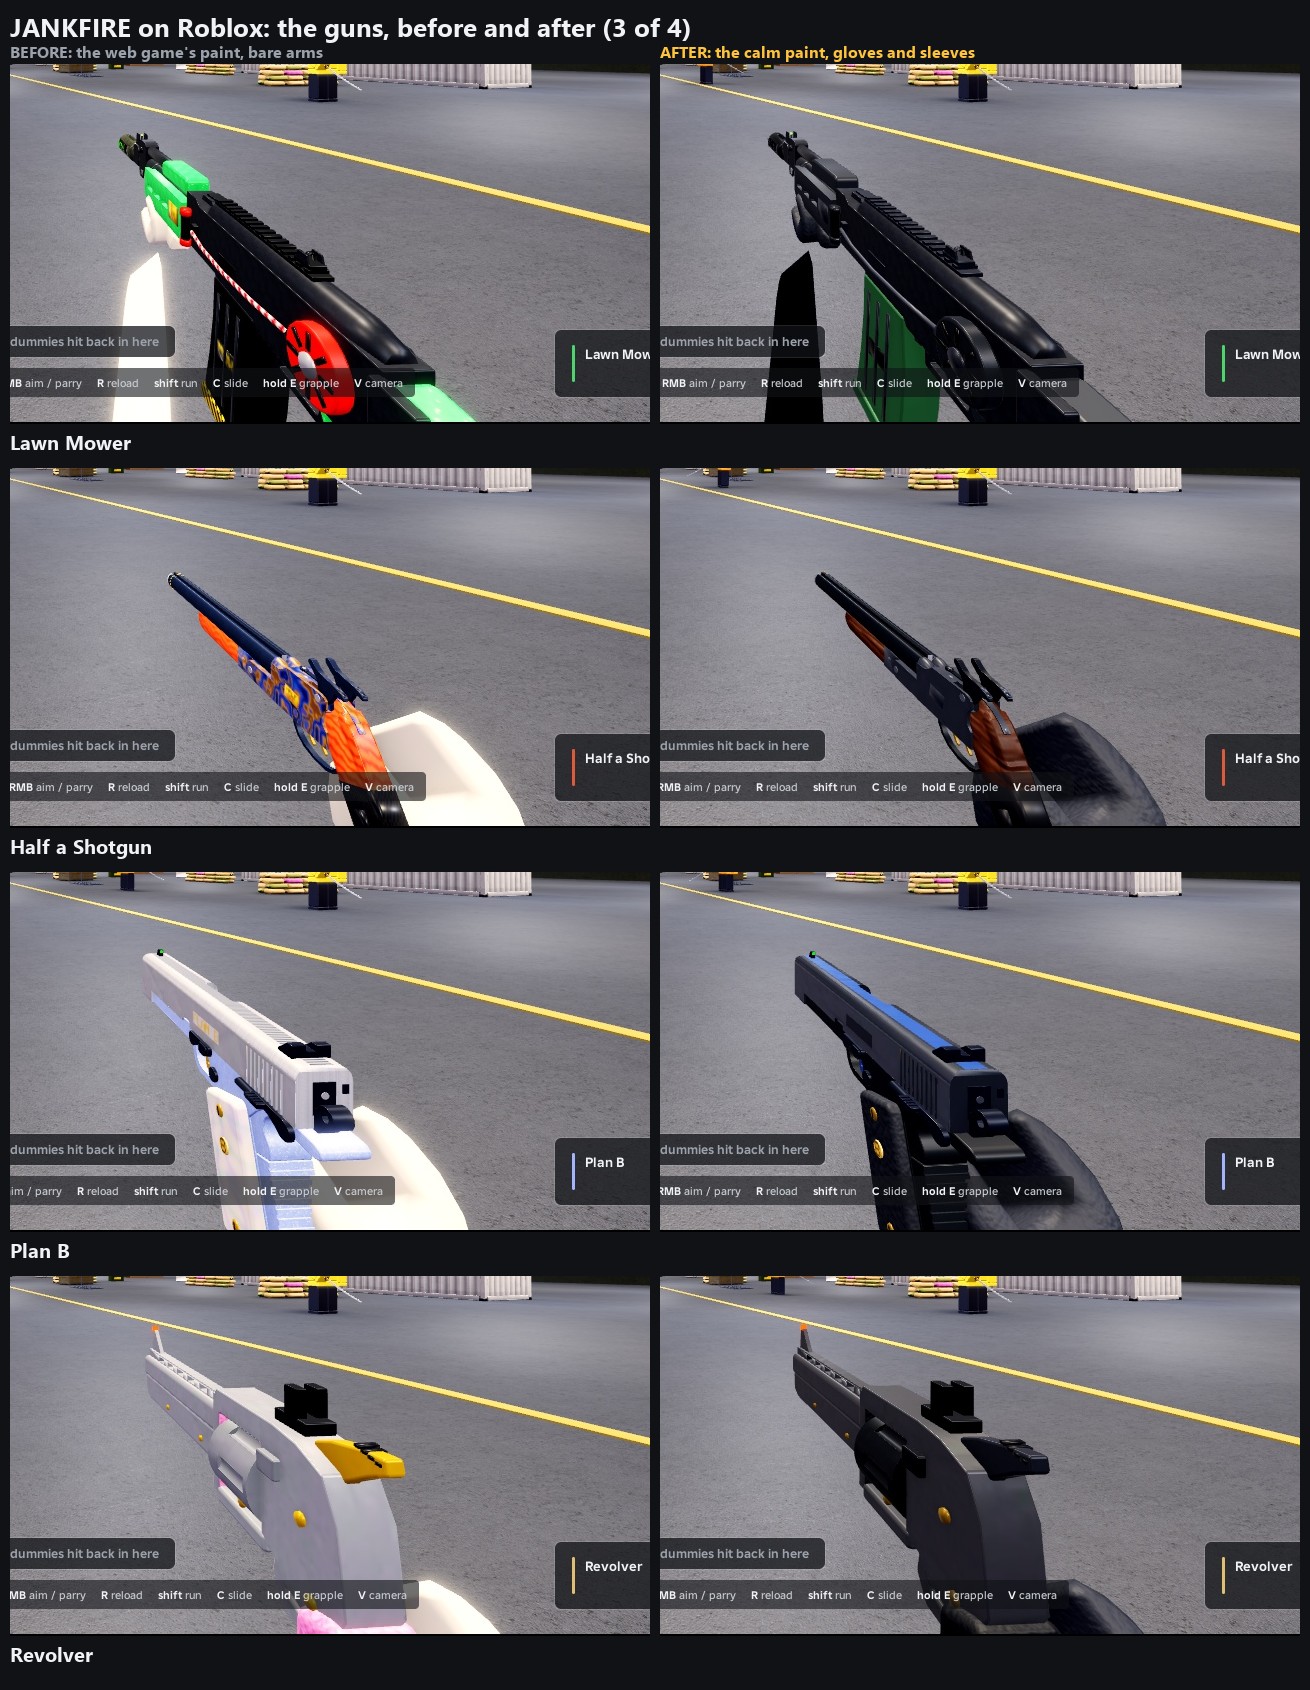 JANKFIRE on Roblox: the guns, before and after (3 of 4)
BEFORE: the web game's paint, bare arms
AFTER: the calm paint, gloves and sleeves
dummies hit back in here
MB aim / parry R reload shift run C slide hold E grapple V camera
Lawn Mow
dummies hit back in here
RMB aim / parry R reload shift run C slide hold E grapple V camera
Lawn Mow
Lawn Mower
dummies hit back in here
RMB aim / parry R reload shift run C slide hold E grapple V camera
Half a Sho
dummies hit back in here
RMB aim / parry R reload shift run C slide hold E grapple V camera
Half a Sho
Half a Shotgun
dummies hit back in here
im / parry R reload shift run C slide hold E grapple V camera
Plan B
dummies hit back in here
RMB aim / parry R reload shift run C slide hold E grapple V camera
Plan B
Plan B
dummies hit back in here
MB aim / parry R reload shift run C slide hold E grapple V camera
Revolver
dummies hit back in here
MB aim / parry R reload shift run C slide hold E grapple V camera
Revolver
Revolver